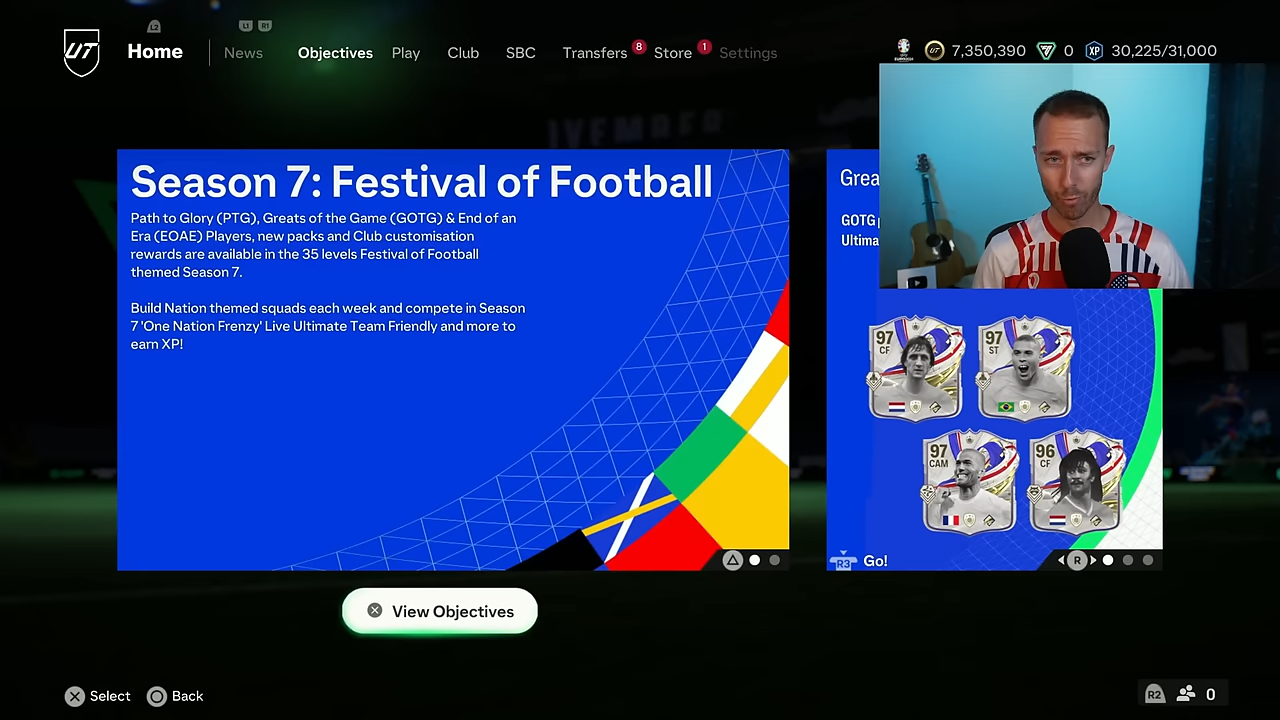 L2
L1 R1
UT
Home
News
Objectives
Play
Club
SBC
Transfers 8
Store 1
Settings
UT 7,350,390
0
XP 30,225/31,000
Season 7: Festival of Football
Path to Glory (PTG), Greats of the Game (GOTG) & End of an
Era (EOAE) Players, new packs and Club customisation
rewards are available in the 35 levels Festival of Football
themed Season 7.
Build Nation themed squads each week and compete in Season
7 'One Nation Frenzy' Live Ultimate Team Friendly and more to
earn XP!
Grea
GOTG
Ultima
97
CF
97
ST
97
CAM
96
CF
R3 Go!
R
View Objectives
Select
Back
R2
0